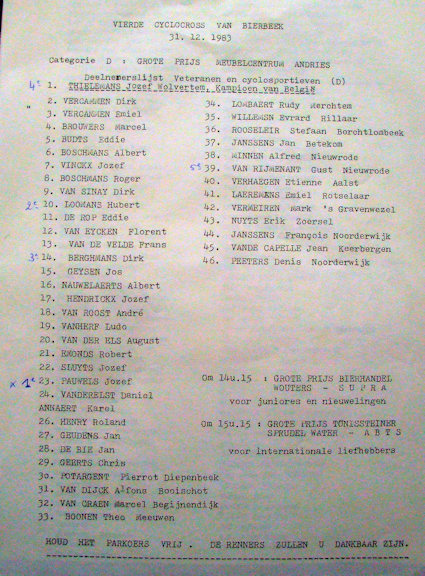 VIERDE CYCLOCROSS VAN BIERBEEK
31. 12. 1983
Categorie D : GROTE PRIJS MEUBELCENTRUM ANDRIES
Deelnemerslijst Veteranen en cyclosportieven (D)
4e 1. THIELEMANS Jozef Wolvertem, Kampioen van België
" 2. VERCAMMEN Dirk
3. VERCAMMEN Emiel
4. BROUWERS Marcel
5. BUDTS Eddie
6. BOSCHMANS Albert
7. VINCKX Jozef
8. BOSCHMANS Roger
9. VAN SINAY Dirk
2e 10. LOOMANS Hubert
11. DE ROP Eddie
12. VAN EYCKEN Florent
13. VAN DE VELDE Frans
3e 14. BERGHMANS Dirk
15. GEYSEN Jos
16. NAUWELAERTS Albert
17. HENDRICKX Jozef
18. VAN ROOST André
19. VANHERF Ludo
20. VAN DER ELS August
21. EMONDS Robert
22. SLUYTS Jozef
x 1e 23. PAUWELS Jozef
24. VANDERELST Daniel
ANNAERT Karel
26. HENRY Roland
27. GEUDENS Jan
28. DE BIE Jan
29. GEERTS Chris
30. POTARGENT Pierrot Diepenbeek
31. VAN DIJCK Alfons Booischot
32. VAN GRAEN Marcel Begijnendijk
33. BOONEN Theo Meeuwen
34. LOMBAERT Rudy Merchtem
35. WILLEMSN Evrard Rillaar
36. ROOSELEIR Stefaan Borchtlombeek
37. JANSSENS Jan Betekom
38. MINNEN Alfred Nieuwrode
5e 39. VAN RIJMENANT Gust Nieuwrode
40. VERHAEGEN Etienne Aalst
41. LAEREMENS Emiel Rotselaar
42. VERMEIREN Mark 's Gravenwezel
43. NUYTS Erik Zoersel
44. JANSSENS François Noorderwijk
45. VANDE CAPELLE Jean Keerbergen
46. PEETERS Denis Noorderwijk
Om 14u.15 : GROTE PRIJS BIERHANDEL
WOUTERS - S U P R A
voor juniores en nieuwelingen
Om 15u.15 : GROTE PRIJS TONISSTEINER
SPRUDEL WATER - A B T S
voor internationale liefhebbers
HOUD HET PARKOERS VRIJ . DE RENNERS ZULLEN U DANKBAAR ZIJN.